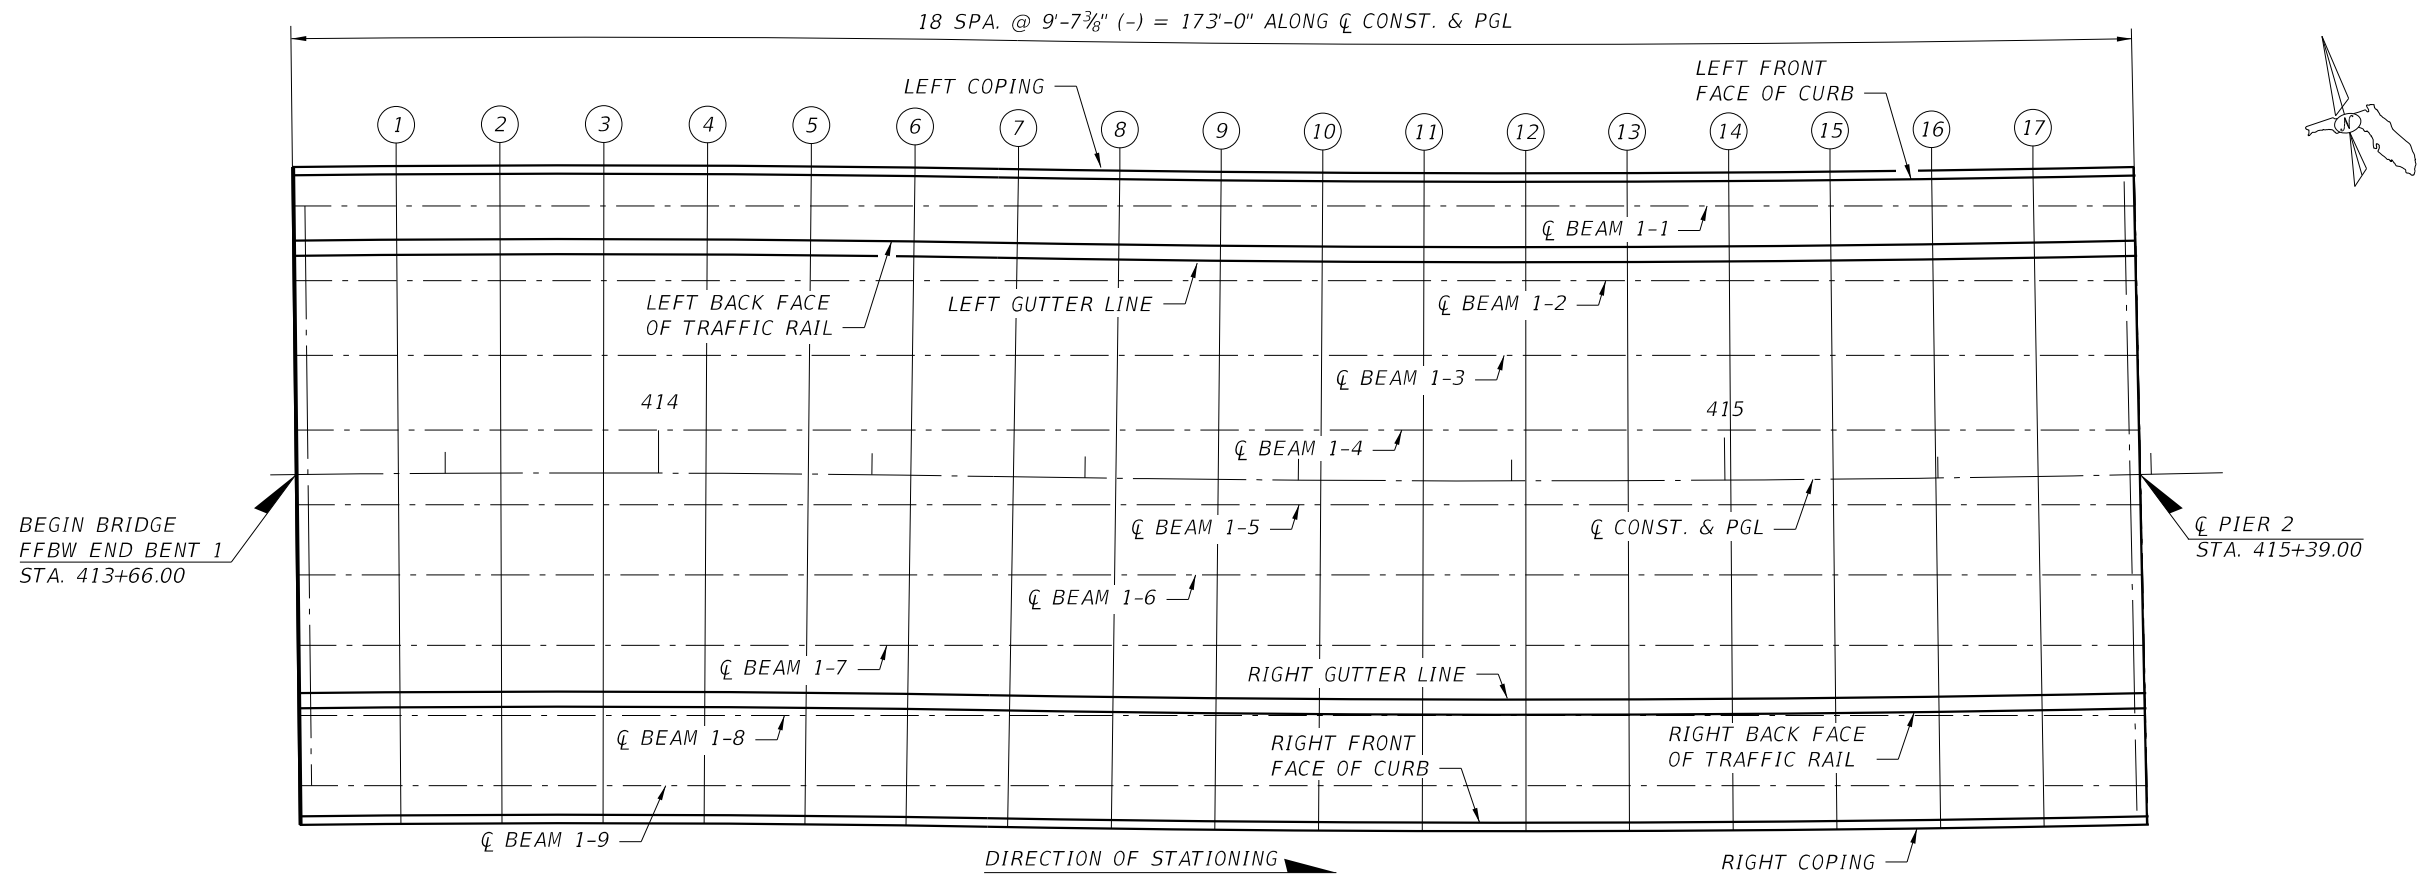 18 SPA. @ 9'-7⅜" (-) = 173'-0" ALONG ℄ CONST. & PGL
LEFT COPING
LEFT FRONT
FACE OF CURB
1 2 3 4 5 6 7 8 9 10 11 12 13 14 15 16 17
N
℄ BEAM 1-1
LEFT BACK FACE
OF TRAFFIC RAIL
LEFT GUTTER LINE
℄ BEAM 1-2
℄ BEAM 1-3
414
415
℄ BEAM 1-4
BEGIN BRIDGE
FFBW END BENT 1
STA. 413+66.00
℄ BEAM 1-5
℄ CONST. & PGL
℄ PIER 2
STA. 415+39.00
℄ BEAM 1-6
℄ BEAM 1-7
RIGHT GUTTER LINE
℄ BEAM 1-8
RIGHT FRONT
FACE OF CURB
RIGHT BACK FACE
OF TRAFFIC RAIL
℄ BEAM 1-9
DIRECTION OF STATIONING
RIGHT COPING